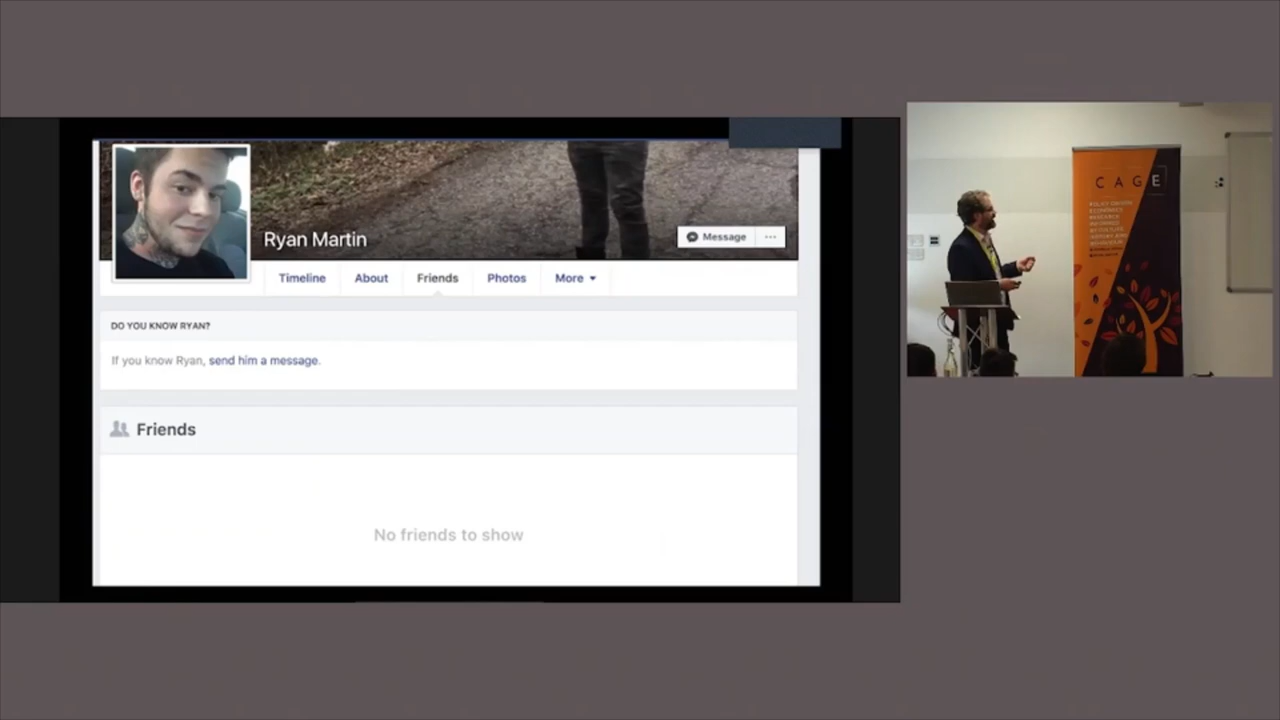 Ryan Martin
Message
Timeline
About
Friends
Photos
More
DO YOU KNOW RYAN?
If you know Ryan, send him a message.
Friends
No friends to show
CAGE